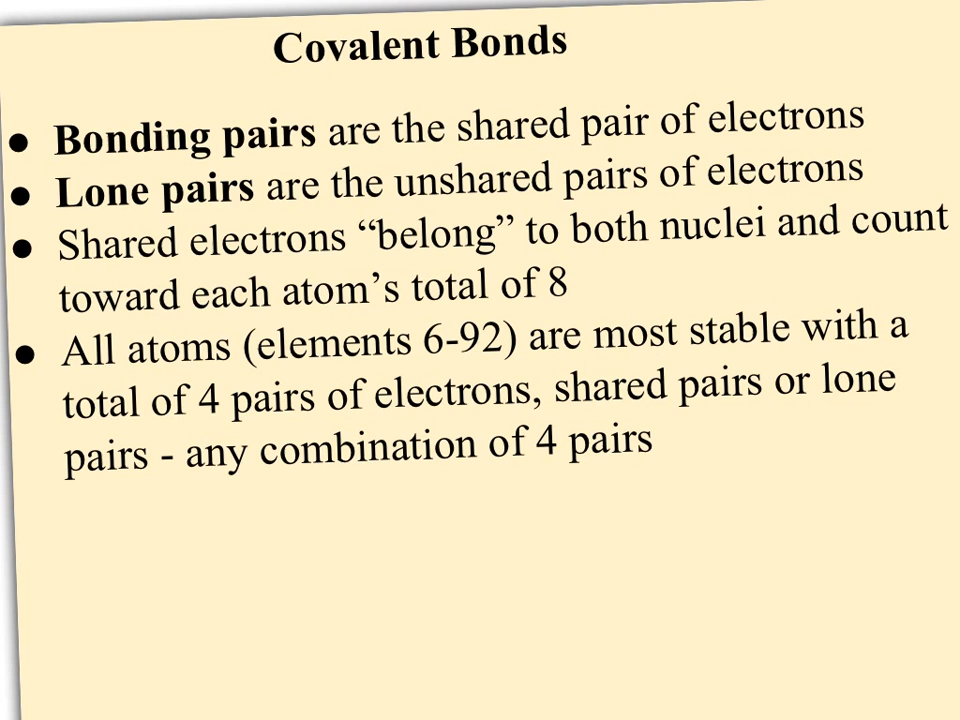 Covalent Bonds
● Bonding pairs are the shared pair of electrons
● Lone pairs are the unshared pairs of electrons
● Shared electrons “belong” to both nuclei and count
toward each atom’s total of 8
● All atoms (elements 6-92) are most stable with a
total of 4 pairs of electrons, shared pairs or lone
pairs - any combination of 4 pairs